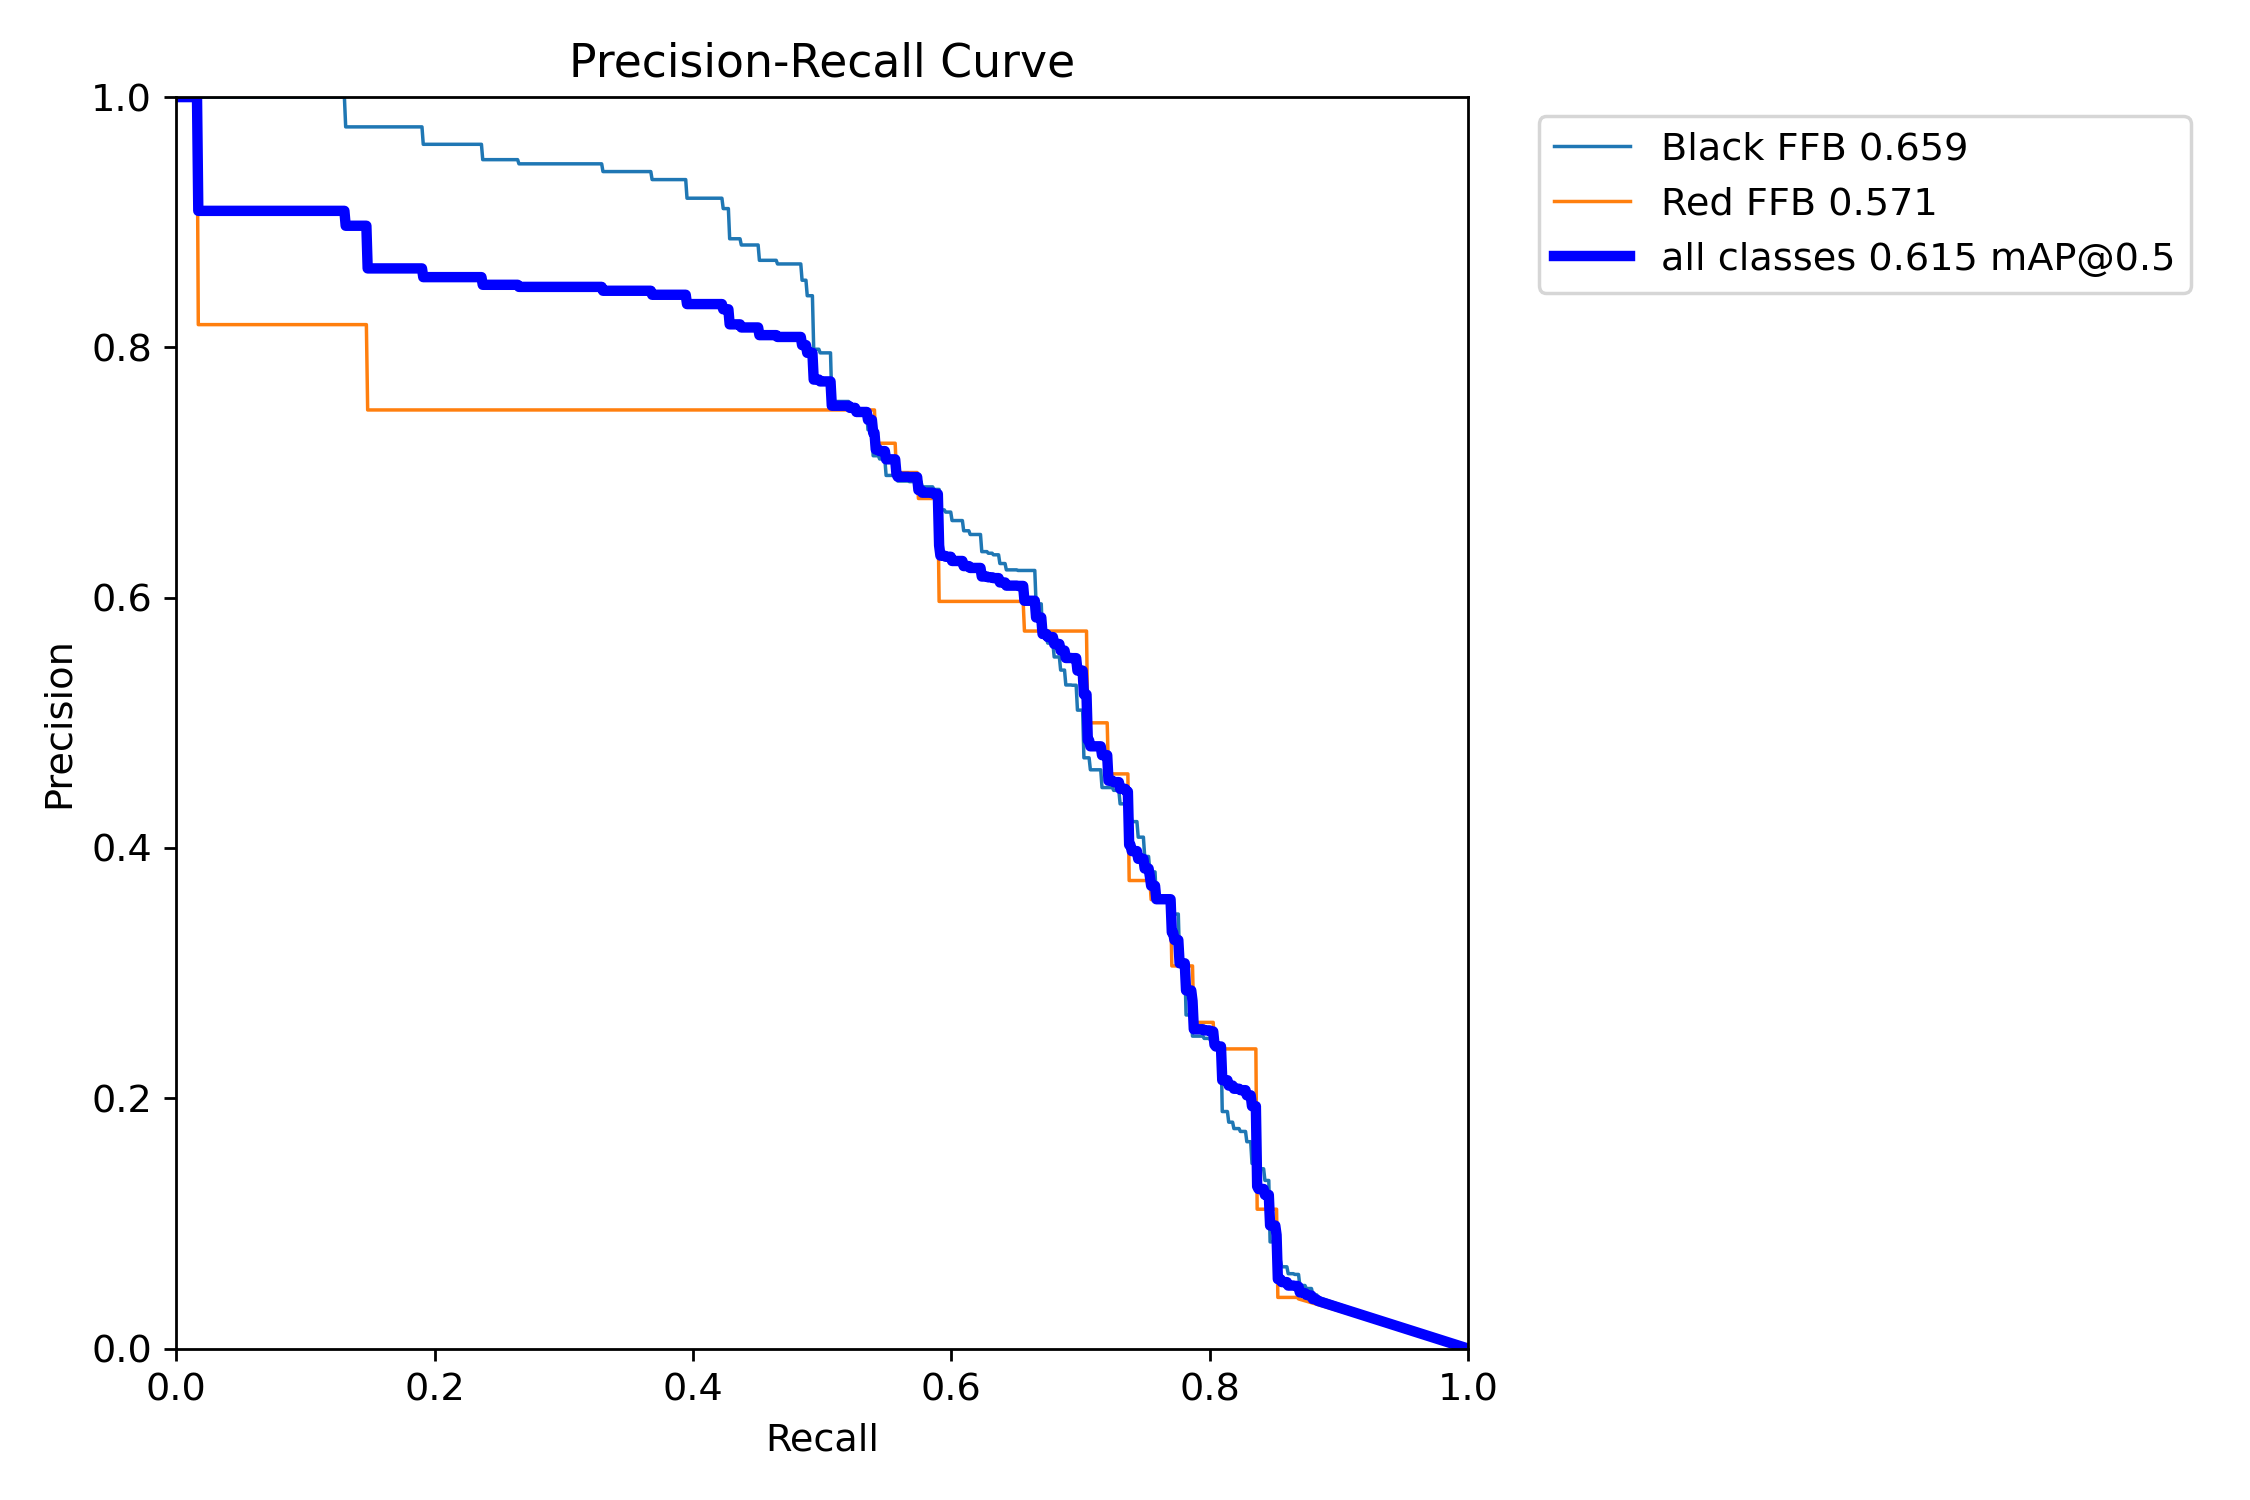 Precision-Recall Curve
1.0
0.8
0.6
0.4
0.2
0.0
Precision
0.0 0.2 0.4 0.6 0.8 1.0
Recall
Black FFB 0.659
Red FFB 0.571
all classes 0.615 mAP@0.5